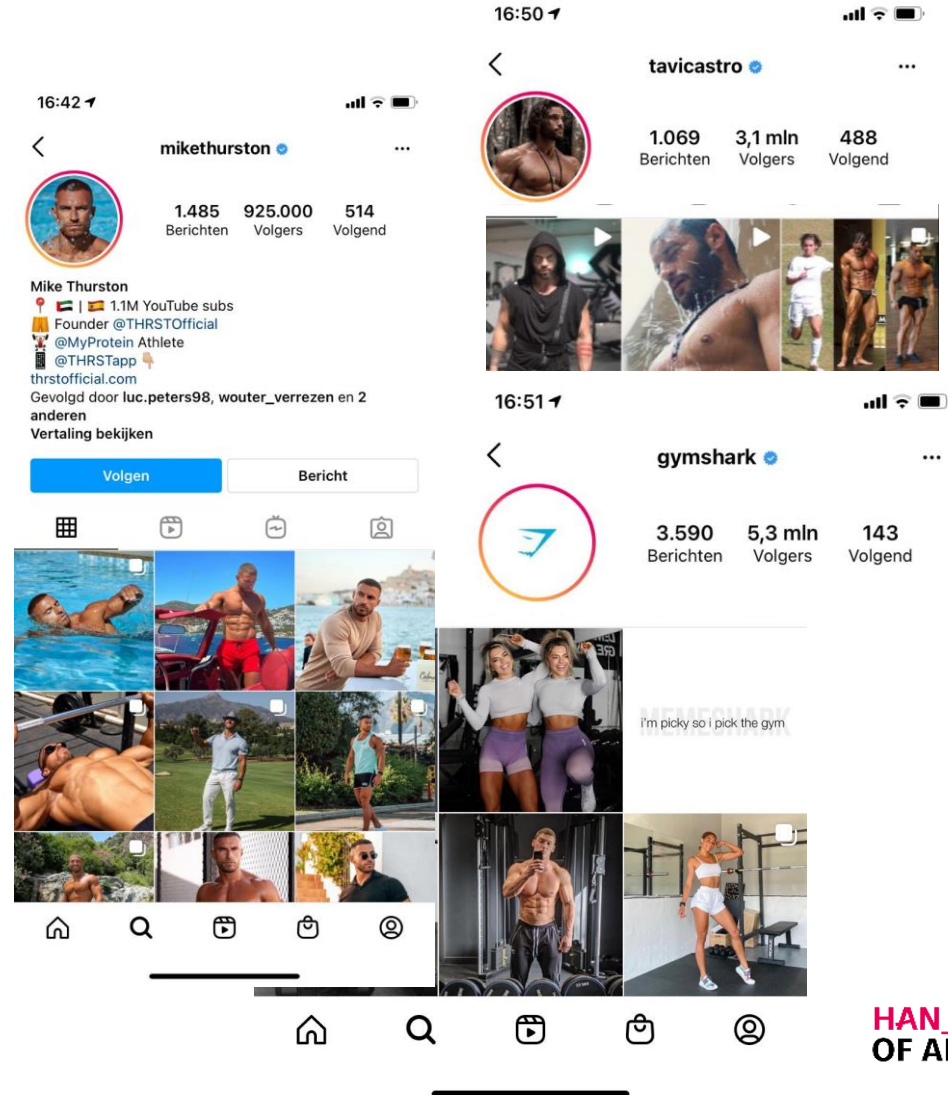 16:42
mikethurston
1.485 925.000 514
Berichten Volgers Volgend
Mike Thurston
| 1.1M YouTube subs
Founder @THRSTOfficial
@MyProtein Athlete
@THRSTapp
thrstofficial.com
Gevolgd door luc.peters98, wouter_verrezen en 2
anderen
Vertaling bekijken
Volgen Bericht
16:50
tavicastro
1.069 3,1 mln 488
Berichten Volgers Volgend
16:51
gymshark
3.590 5,3 mln 143
Berichten Volgers Volgend
MEMESHARK
i'm picky so i pick the gym
HAN_
OF A